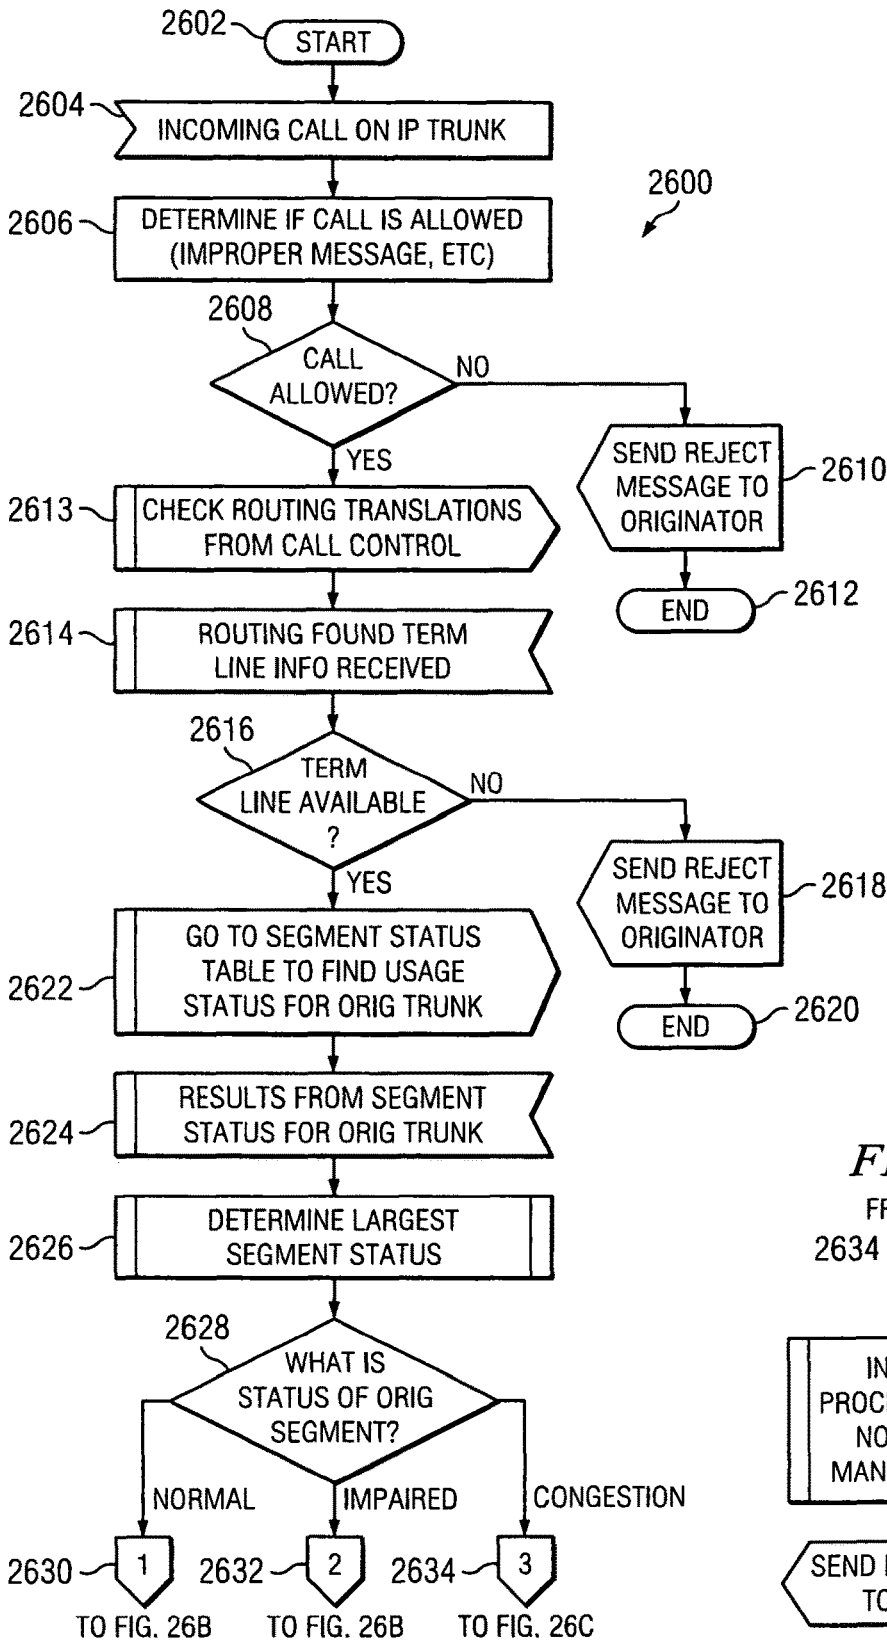 2602
START
2604
INCOMING CALL ON IP TRUNK
2600
2606
DETERMINE IF CALL IS ALLOWED
(IMPROPER MESSAGE, ETC)
2608
CALL
ALLOWED?
NO
YES
SEND REJECT
MESSAGE TO
ORIGINATOR
2610
END
2612
2613
CHECK ROUTING TRANSLATIONS
FROM CALL CONTROL
2614
ROUTING FOUND TERM
LINE INFO RECEIVED
2616
TERM
LINE AVAILABLE
?
NO
YES
SEND REJECT
MESSAGE TO
ORIGINATOR
2618
END
2620
2622
GO TO SEGMENT STATUS
TABLE TO FIND USAGE
STATUS FOR ORIG TRUNK
2624
RESULTS FROM SEGMENT
STATUS FOR ORIG TRUNK
2626
DETERMINE LARGEST
SEGMENT STATUS
2628
WHAT IS
STATUS OF ORIG
SEGMENT?
NORMAL
IMPAIRED
CONGESTION
2630
1
2632
2
2634
3
TO FIG. 26B
TO FIG. 26B
TO FIG. 26C
2634
SEND
TO